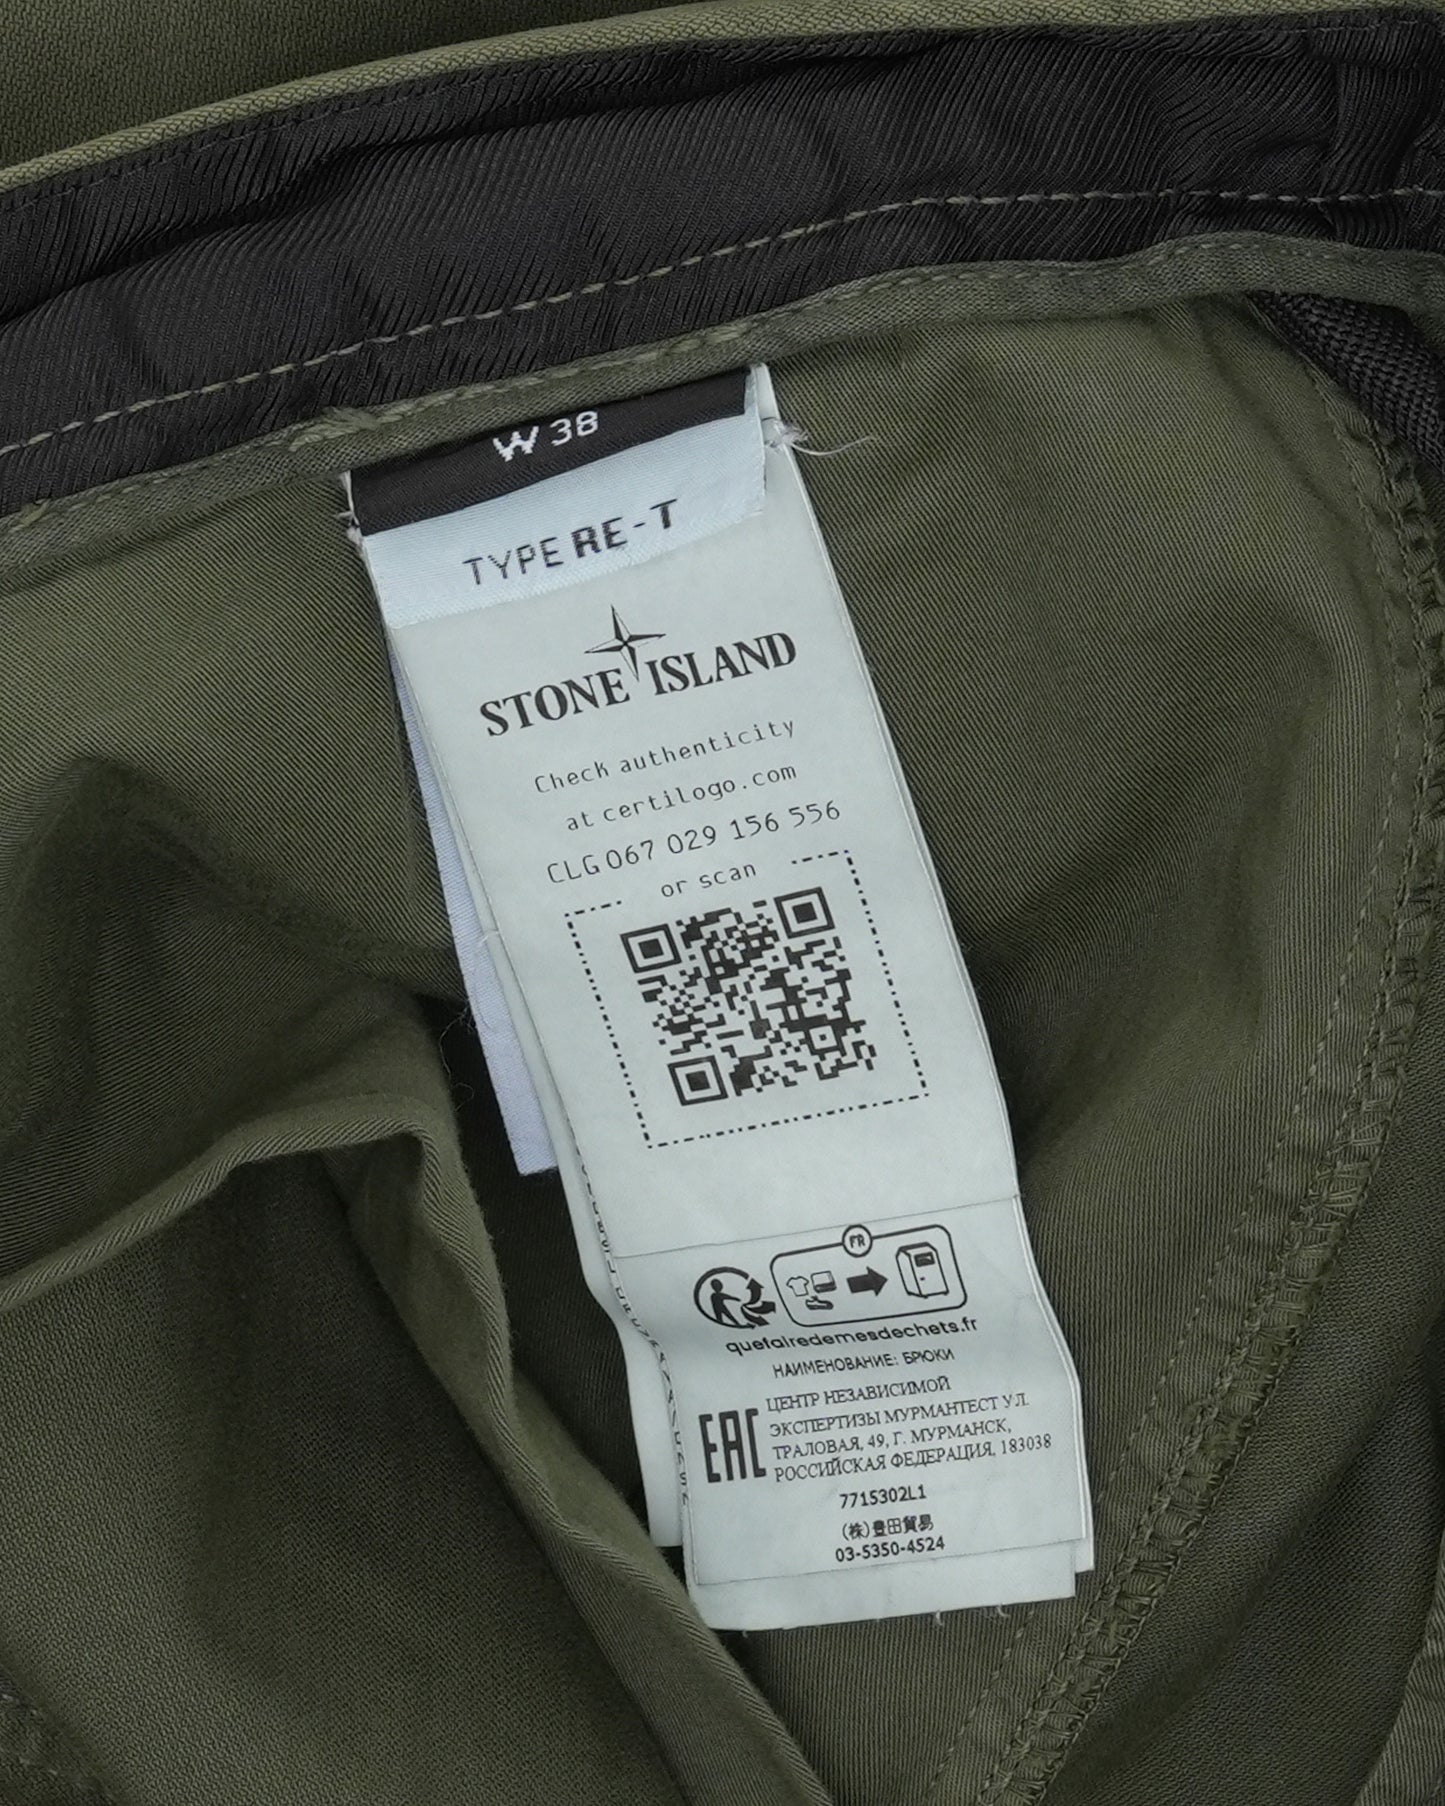 W 38
TYPE RE-T
STONE ISLAND
Check authenticity
at certilogo.com
CLG 067 029 156 556
or scan
FR
quefairedemesdechets.fr
НАИМЕНОВАНИЕ: БРЮКИ
EAC
ЦЕНТР НЕЗАВИСИМОЙ
ЭКСПЕРТИЗЫ МУРМАНТЕСТ УЛ.
ТРАЛОВАЯ, 49, Г. МУРМАНСК,
РОССИЙСКАЯ ФЕДЕРАЦИЯ, 183038
7715302L1
(株)豊田貿易
03-5350-4524